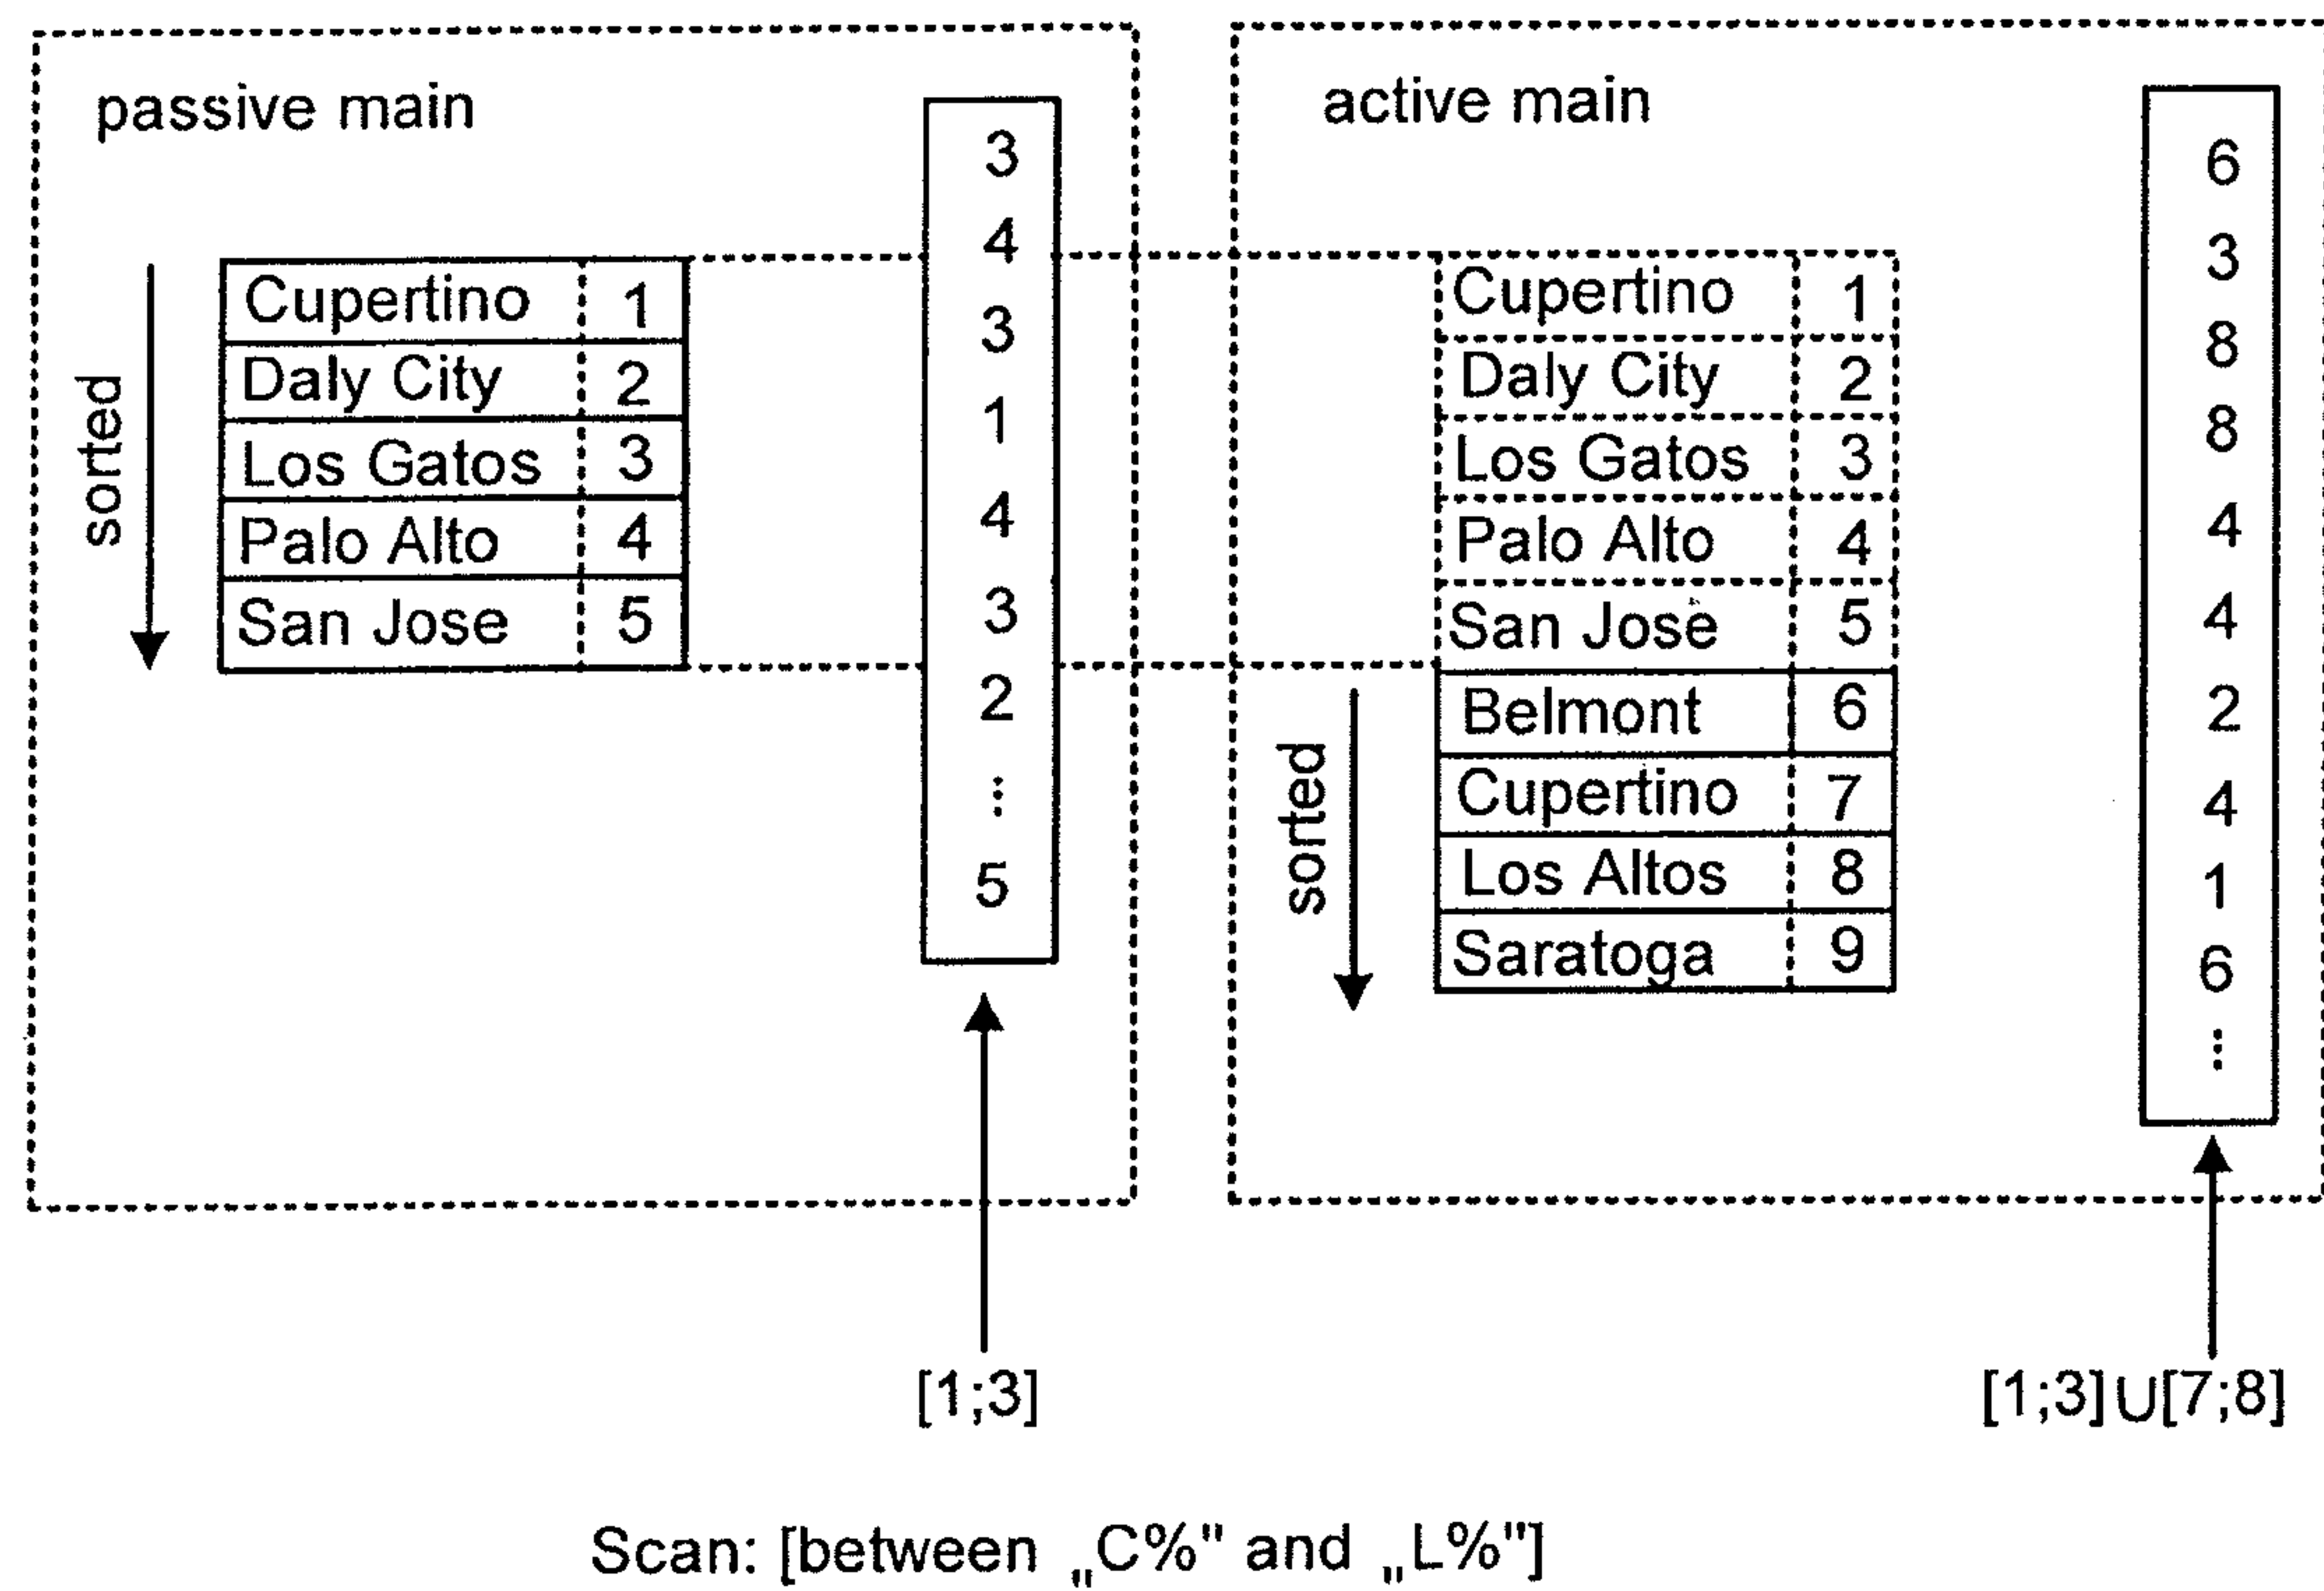 passive main
sorted
Cupertino 1
Daly City 2
Los Gatos 3
Palo Alto 4
San Jose 5
3
4
3
1
4
3
2
⋮
5
[1;3]
active main
Cupertino 1
Daly City 2
Los Gatos 3
Palo Alto 4
San Jose 5
sorted
Belmont 6
Cupertino 7
Los Altos 8
Saratoga 9
6
3
8
8
4
4
2
4
1
6
⋮
[1;3]∪[7;8]
Scan: [between „C%" and „L%"]